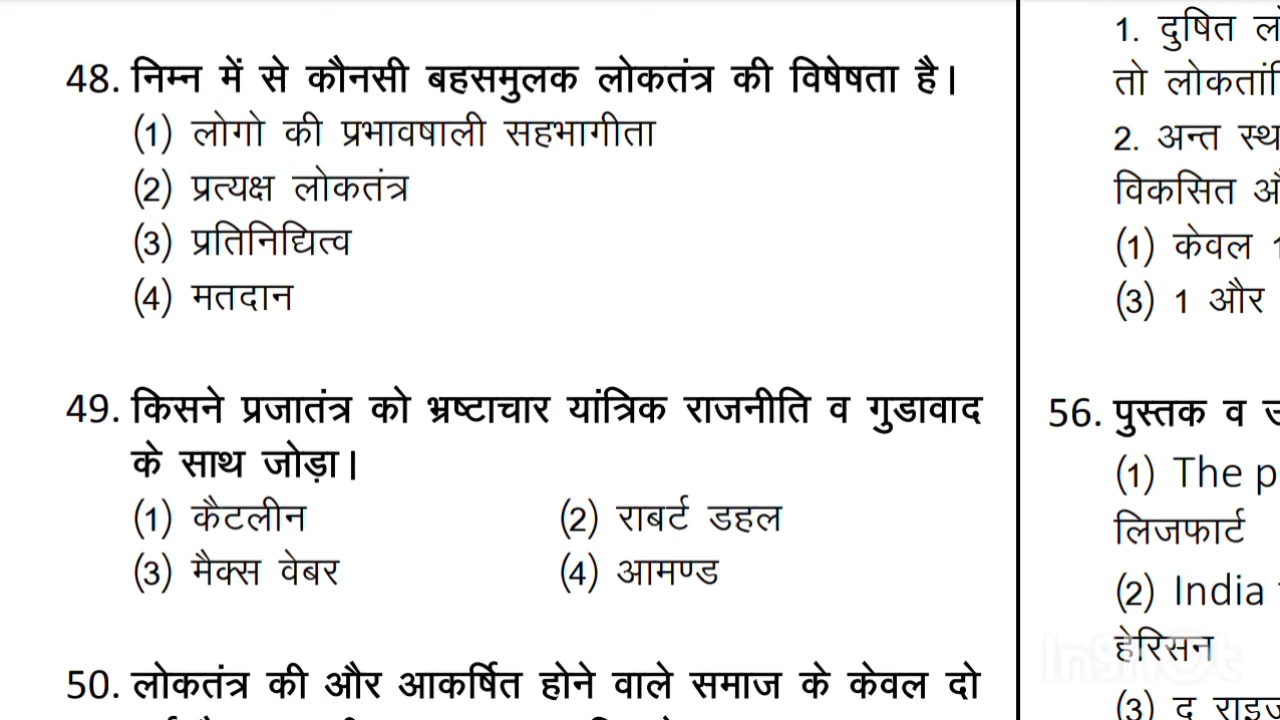 48. निम्न में से कौनसी बहसमुलक लोकतंत्र की विषेषता है।
(1) लोगो की प्रभावषाली सहभागीता
(2) प्रत्यक्ष लोकतंत्र
(3) प्रतिनिद्यित्व
(4) मतदान
49. किसने प्रजातंत्र को भ्रष्टाचार यांत्रिक राजनीति व गुडावाद
के साथ जोड़ा।
(1) कैटलीन (2) राबर्ट डहल
(3) मैक्स वेबर (4) आमण्ड
50. लोकतंत्र की और आकर्षित होने वाले समाज के केवल दो
1. दुषित
तो
2. अन्त
विकसित
(1) केवल
(3) 1 और
56. पुस्तक व
(1) The
लिजफार्ट
(2) India
हेरिसन
(3) द
InShOt